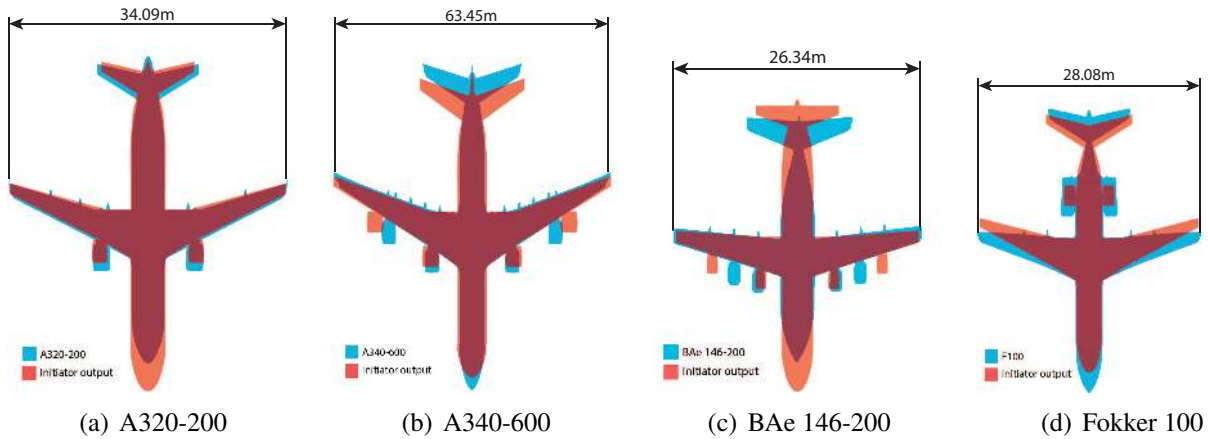 34.09m
63.45m
26.34m
28.08m
A320-200
Initiator output
A340-600
Initiator output
BAe 146-200
Initiator output
F100
Initiator output
(a) A320-200
(b) A340-600
(c) BAe 146-200
(d) Fokker 100